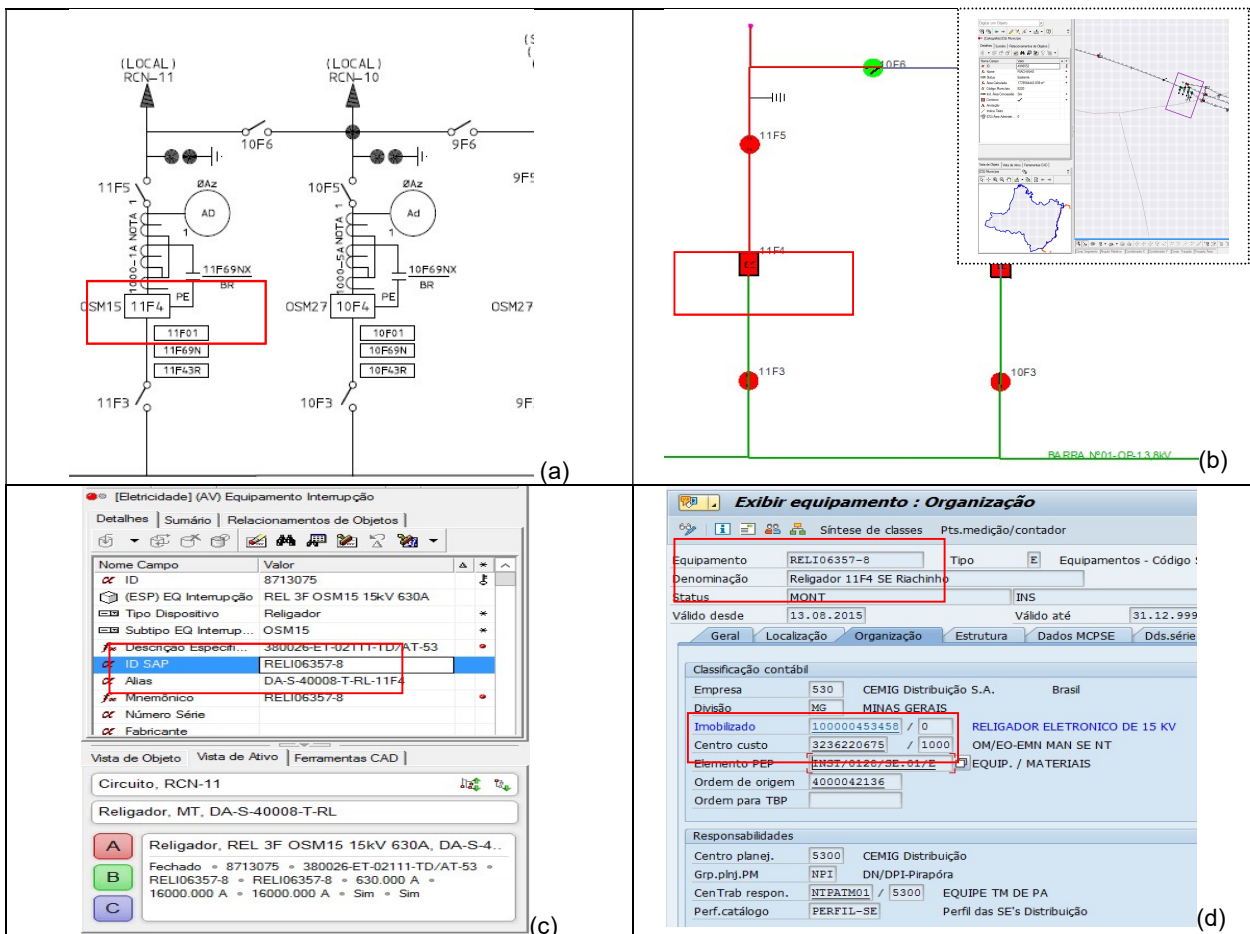 (LOCAL)
RCN-11
(LOCAL)
RCN-10
10F6
9F6
11F5
ØAz
AD
1
1000-1A NOTA 1
11F69NX
BR
PE
OSM15
11F4
11F01
11F69N
11F43R
11F3
10F5
ØAz
Ad
1
1000-5A NOTA 1
10F69NX
BR
PE
OSM27
10F4
10F01
10F69N
10F43R
10F3
OSM27
(a)
10F6
11F5
11F4
11F3
10F3
BARRA Nº01-OP-13,8kV
(b)
[Eletricidade] (AV) Equipamento Interrupção
Detalhes Sumário Relacionamentos de Objetos
Nome Campo Valor
ID 8713075
(ESP) EQ Interrupção REL 3F OSM15 15kV 630A
Tipo Dispositivo Religador
Subtipo EQ Interrup... OSM15
Descrição Especifi... 380026-ET-02111-TD/AT-53
ID SAP RELI06357-8
Alias DA-S-40008-T-RL-11F4
Mnemônico RELI06357-8
Número Série
Fabricante
Vista de Objeto Vista de Ativo Ferramentas CAD
Circuito, RCN-11
Religador, MT, DA-S-40008-T-RL
A
B
C
Religador, REL 3F OSM15 15kV 630A, DA-S-4..
Fechado ∘ 8713075 ∘ 380026-ET-02111-TD/AT-53 ∘
RELI06357-8 ∘ RELI06357-8 ∘ 630.000 A ∘
16000.000 A ∘ 16000.000 A ∘ Sim ∘ Sim
(c)
Exibir equipamento : Organização
Síntese de classes Pts.medição/contador
Equipamento RELI06357-8 Tipo E Equipamentos - Código
Denominação Religador 11F4 SE Riachinho
Status MONT INS
Válido desde 13.08.2015 Válido até 31.12.999
Geral Localização Organização Estrutura Dados MCPSE Dds.série
Classificação contábil
Empresa 530 CEMIG Distribuição S.A. Brasil
Divisão MG MINAS GERAIS
Imobilizado 100000453458 / 0 RELIGADOR ELETRONICO DE 15 KV
Centro custo 3236220675 / 1000 OM/EO-EMN MAN SE NT
Elemento PEP INST/0120/SE.01/E EQUIP. / MATERIAIS
Ordem de origem 4000042136
Ordem para TBP
Responsabilidades
Centro planej. 5300 CEMIG Distribuição
Grp.plnj.PM NPI DN/DPI-Pirapóra
CenTrab respon. NTPATM01 / 5300 EQUIPE TM DE PA
Perf.catálogo PERFIL-SE Perfil das SE's Distribuição
(d)